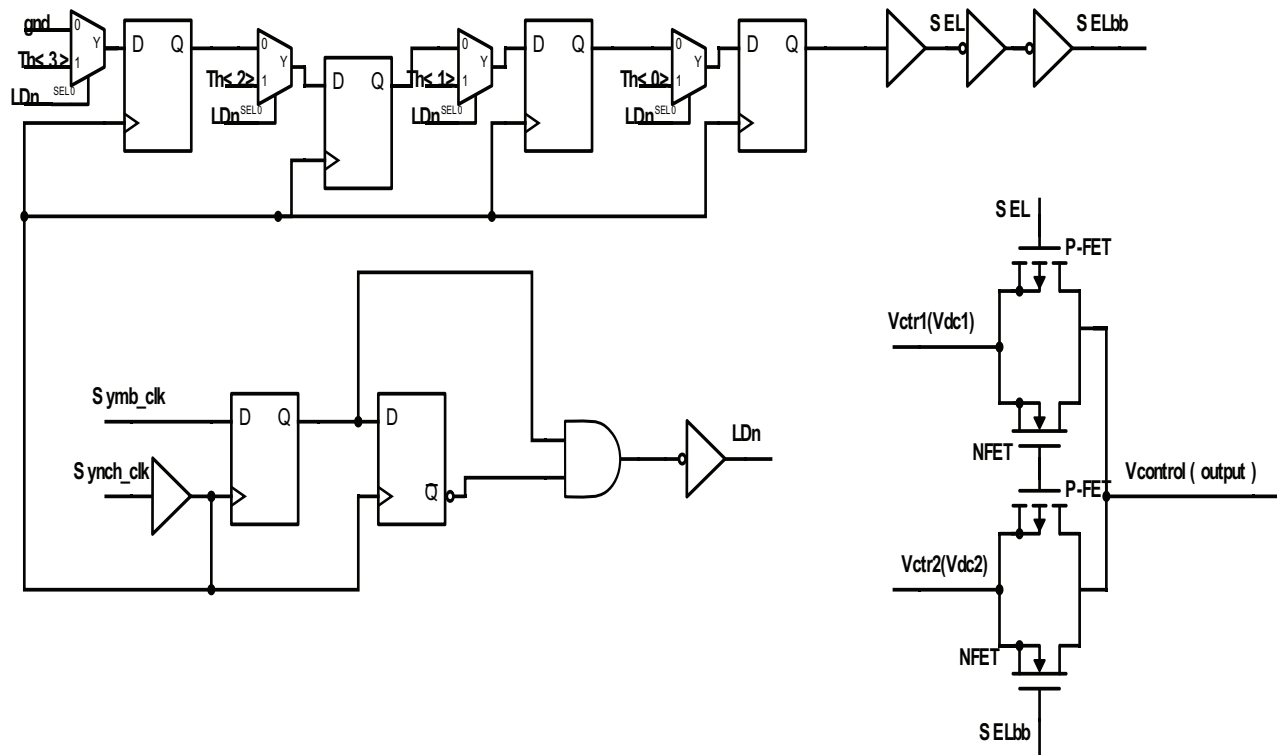 gnd
0
Y
Th<3>
1
LDn
SEL0
D
Q
0
Y
Th<2>
1
LDn
SEL0
D
Q
0
Y
Th<1>
1
LDn
SEL0
D
Q
0
Y
Th<0>
1
LDn
SEL0
D
Q
SEL
SELbb
SEL
P-FET
Vctr1(Vdc1)
NFET
P-FET
Vcontrol ( output )
Vctr2(Vdc2)
NFET
SELbb
Symb_clk
D
Q
D
Synch_clk
Q̅
LDn